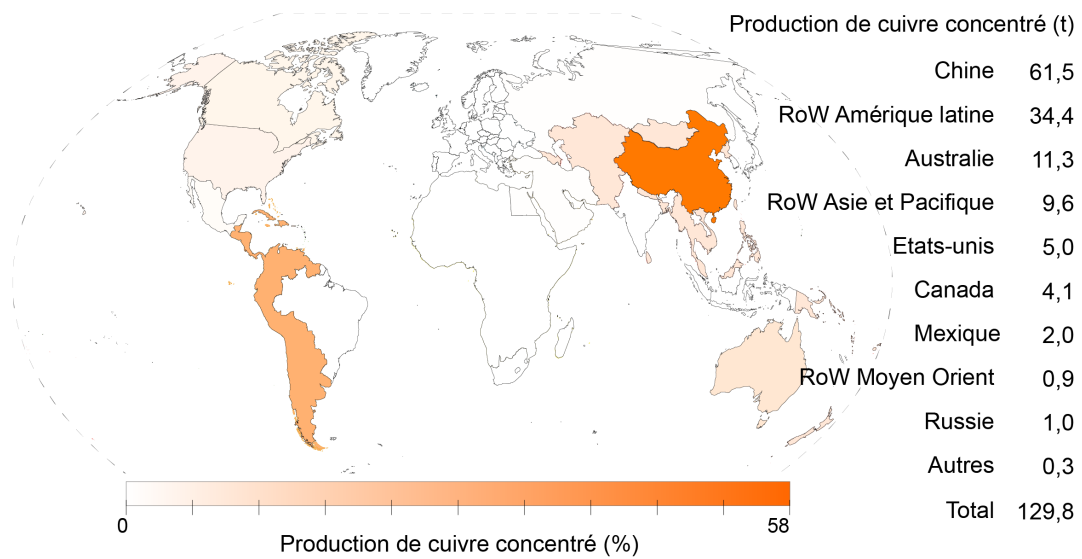 Production de cuivre concentré (t)
Chine 61,5
RoW Amérique latine 34,4
Australie 11,3
RoW Asie et Pacifique 9,6
Etats-unis 5,0
Canada 4,1
Mexique 2,0
RoW Moyen Orient 0,9
Russie 1,0
Autres 0,3
Total 129,8
0 58
Production de cuivre concentré (%)